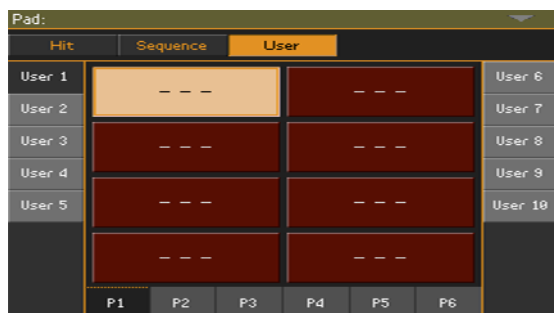 Pad:
Hit Sequence User
User 1 --- --- User 6
User 2 User 7
User 3 --- --- User 8
User 4 User 9
User 5 --- --- User 10
--- ---
P1 P2 P3 P4 P5 P6